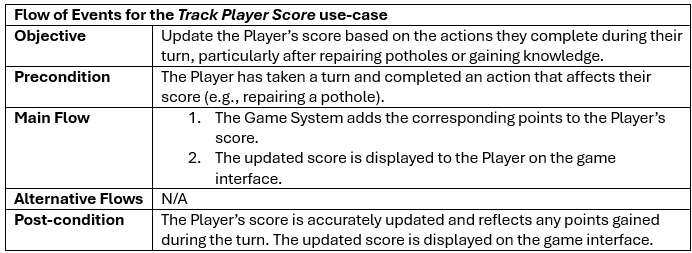 Flow of Events for the Track Player Score use-case
Objective
Update the Player’s score based on the actions they complete during their
turn, particularly after repairing potholes or gaining knowledge.
Precondition
The Player has taken a turn and completed an action that affects their
score (e.g., repairing a pothole).
Main Flow
1. The Game System adds the corresponding points to the Player’s
score.
2. The updated score is displayed to the Player on the game
interface.
Alternative Flows
N/A
Post-condition
The Player’s score is accurately updated and reflects any points gained
during the turn. The updated score is displayed on the game interface.